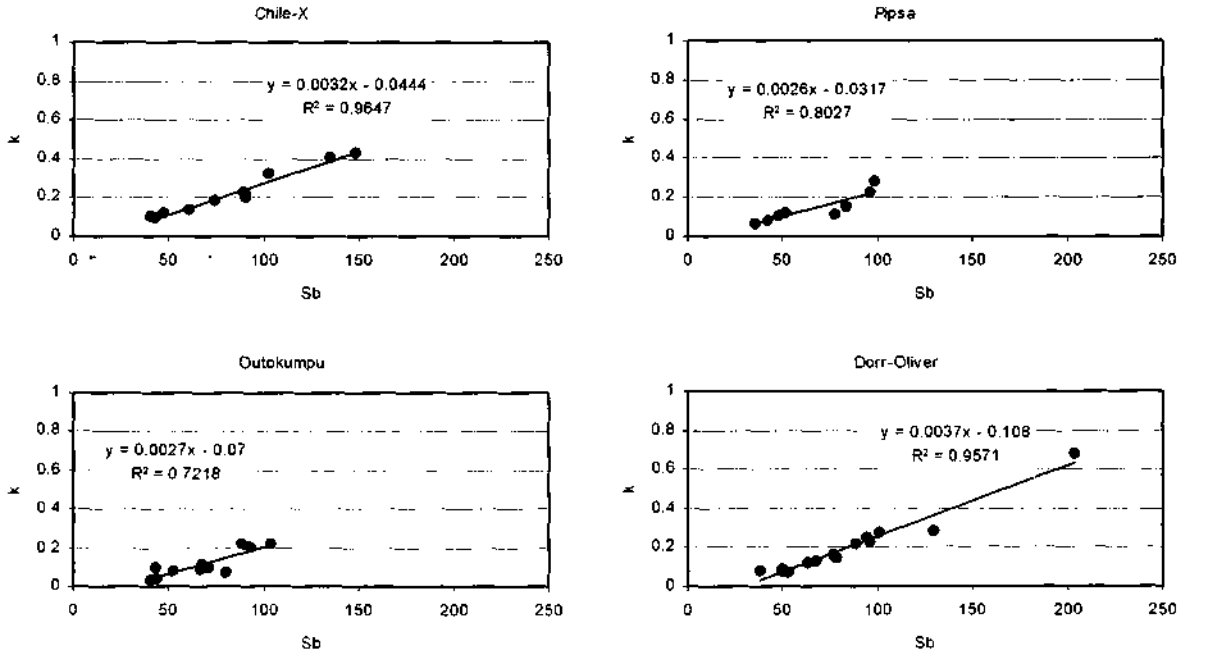 Chile-X
1
0.8
0.6
0.4
0.2
0
k
y = 0.0032x - 0.0444
R² = 0.9647
0 50 100 150 200 250
Sb
Pipsa
1
0.8
0.6
0.4
0.2
0
k
y = 0.0026x - 0.0317
R² = 0.8027
0 50 100 150 200 250
Sb
Outokumpu
1
0.8
0.6
0.4
0.2
0
k
y = 0.0027x - 0.07
R² = 0.7218
0 50 100 150 200 250
Sb
Dorr-Oliver
1
0.8
0.6
0.4
0.2
0
k
y = 0.0037x - 0.108
R² = 0.9571
0 50 100 150 200 250
Sb